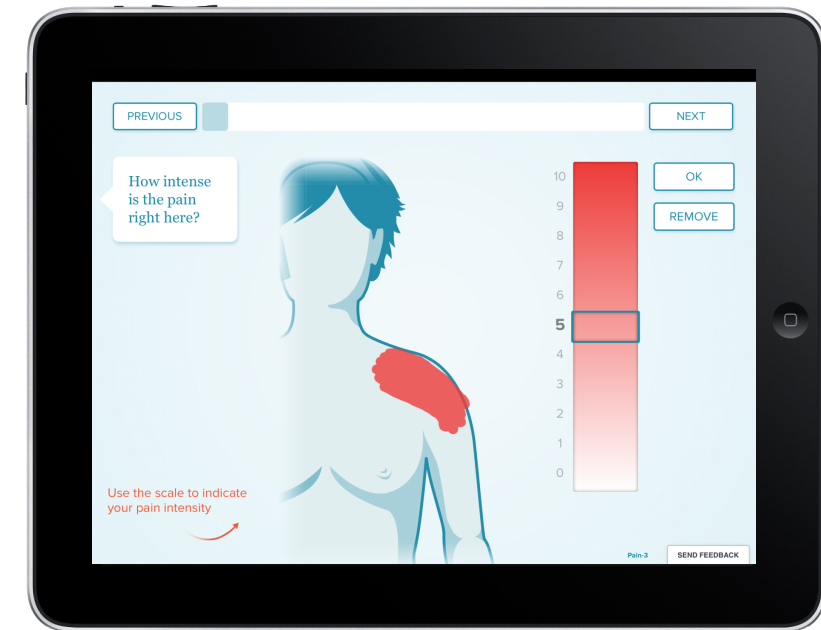 PREVIOUS
NEXT
How intense
is the pain
right here?
OK
REMOVE
10
9
8
7
6
5
4
3
2
1
0
Use the scale to indicate
your pain intensity
Pain-3
SEND FEEDBACK